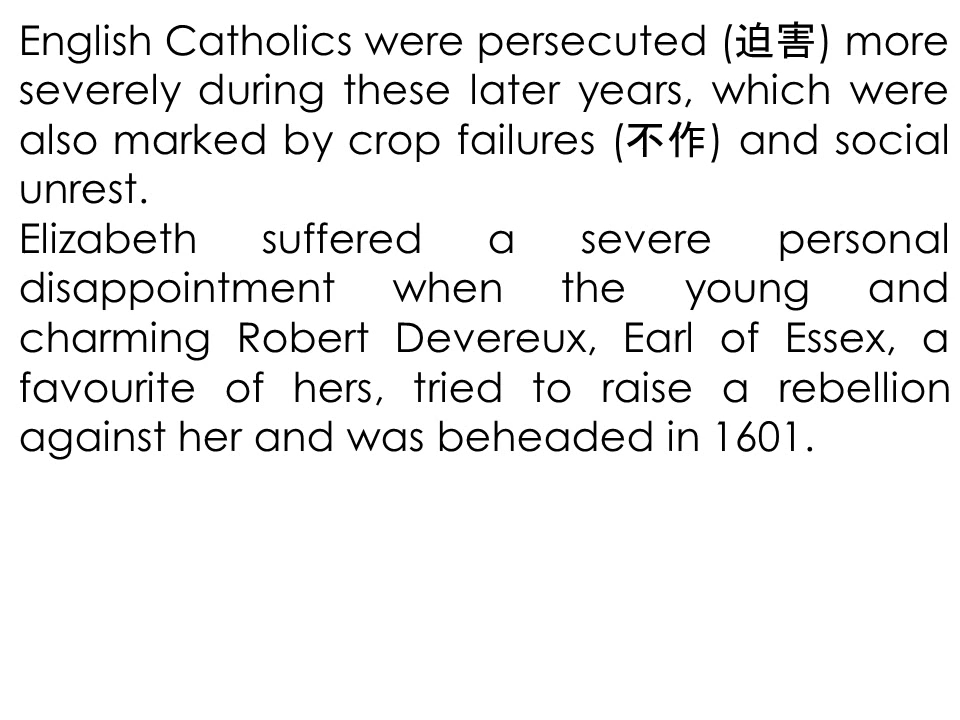 English Catholics were persecuted (迫害) more
severely during these later years, which were
also marked by crop failures (不作) and social
unrest.
Elizabeth suffered a severe personal
disappointment when the young and
charming Robert Devereux, Earl of Essex, a
favourite of hers, tried to raise a rebellion
against her and was beheaded in 1601.